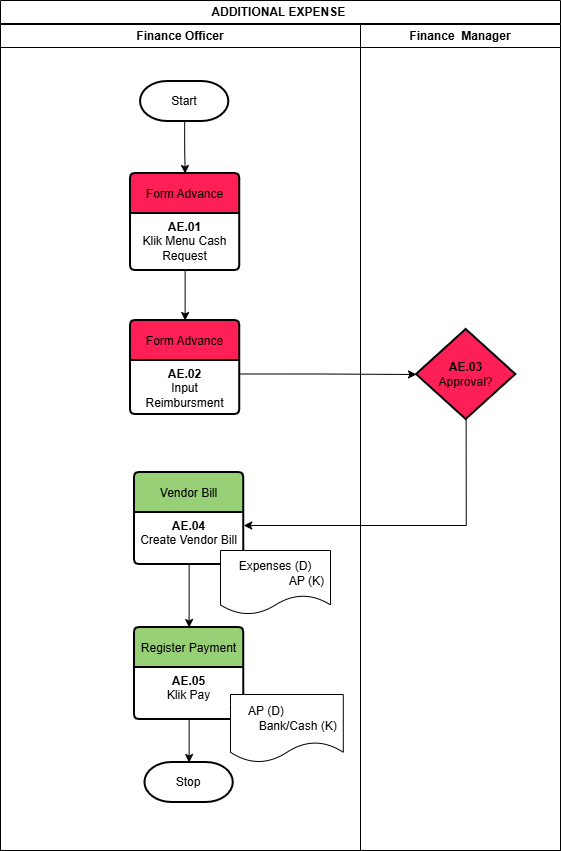 ADDITIONAL EXPENSE
Finance Officer
Finance Manager
Start
Form Advance
AE.01
Klik Menu Cash
Request
Form Advance
AE.02
Input
Reimbursment
AE.03
Approval?
Vendor Bill
AE.04
Create Vendor Bill
Expenses (D)
AP (K)
Register Payment
AE.05
Klik Pay
AP (D)
Bank/Cash (K)
Stop